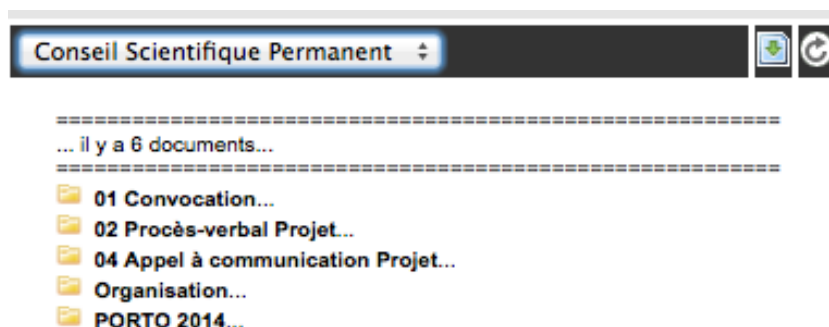 Conseil Scientifique Permanent
============================================================
... il y a 6 documents...
============================================================
01 Convocation...
02 Procès-verbal Projet...
04 Appel à communication Projet...
Organisation...
PORTO 2014...